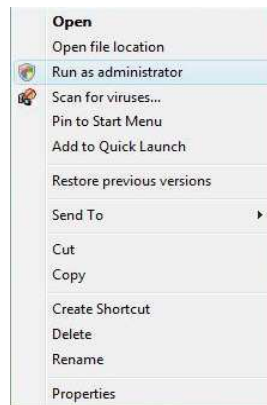 Open
Open file location
Run as administrator
Scan for viruses...
Pin to Start Menu
Add to Quick Launch
Restore previous versions
Send To
Cut
Copy
Create Shortcut
Delete
Rename
Properties